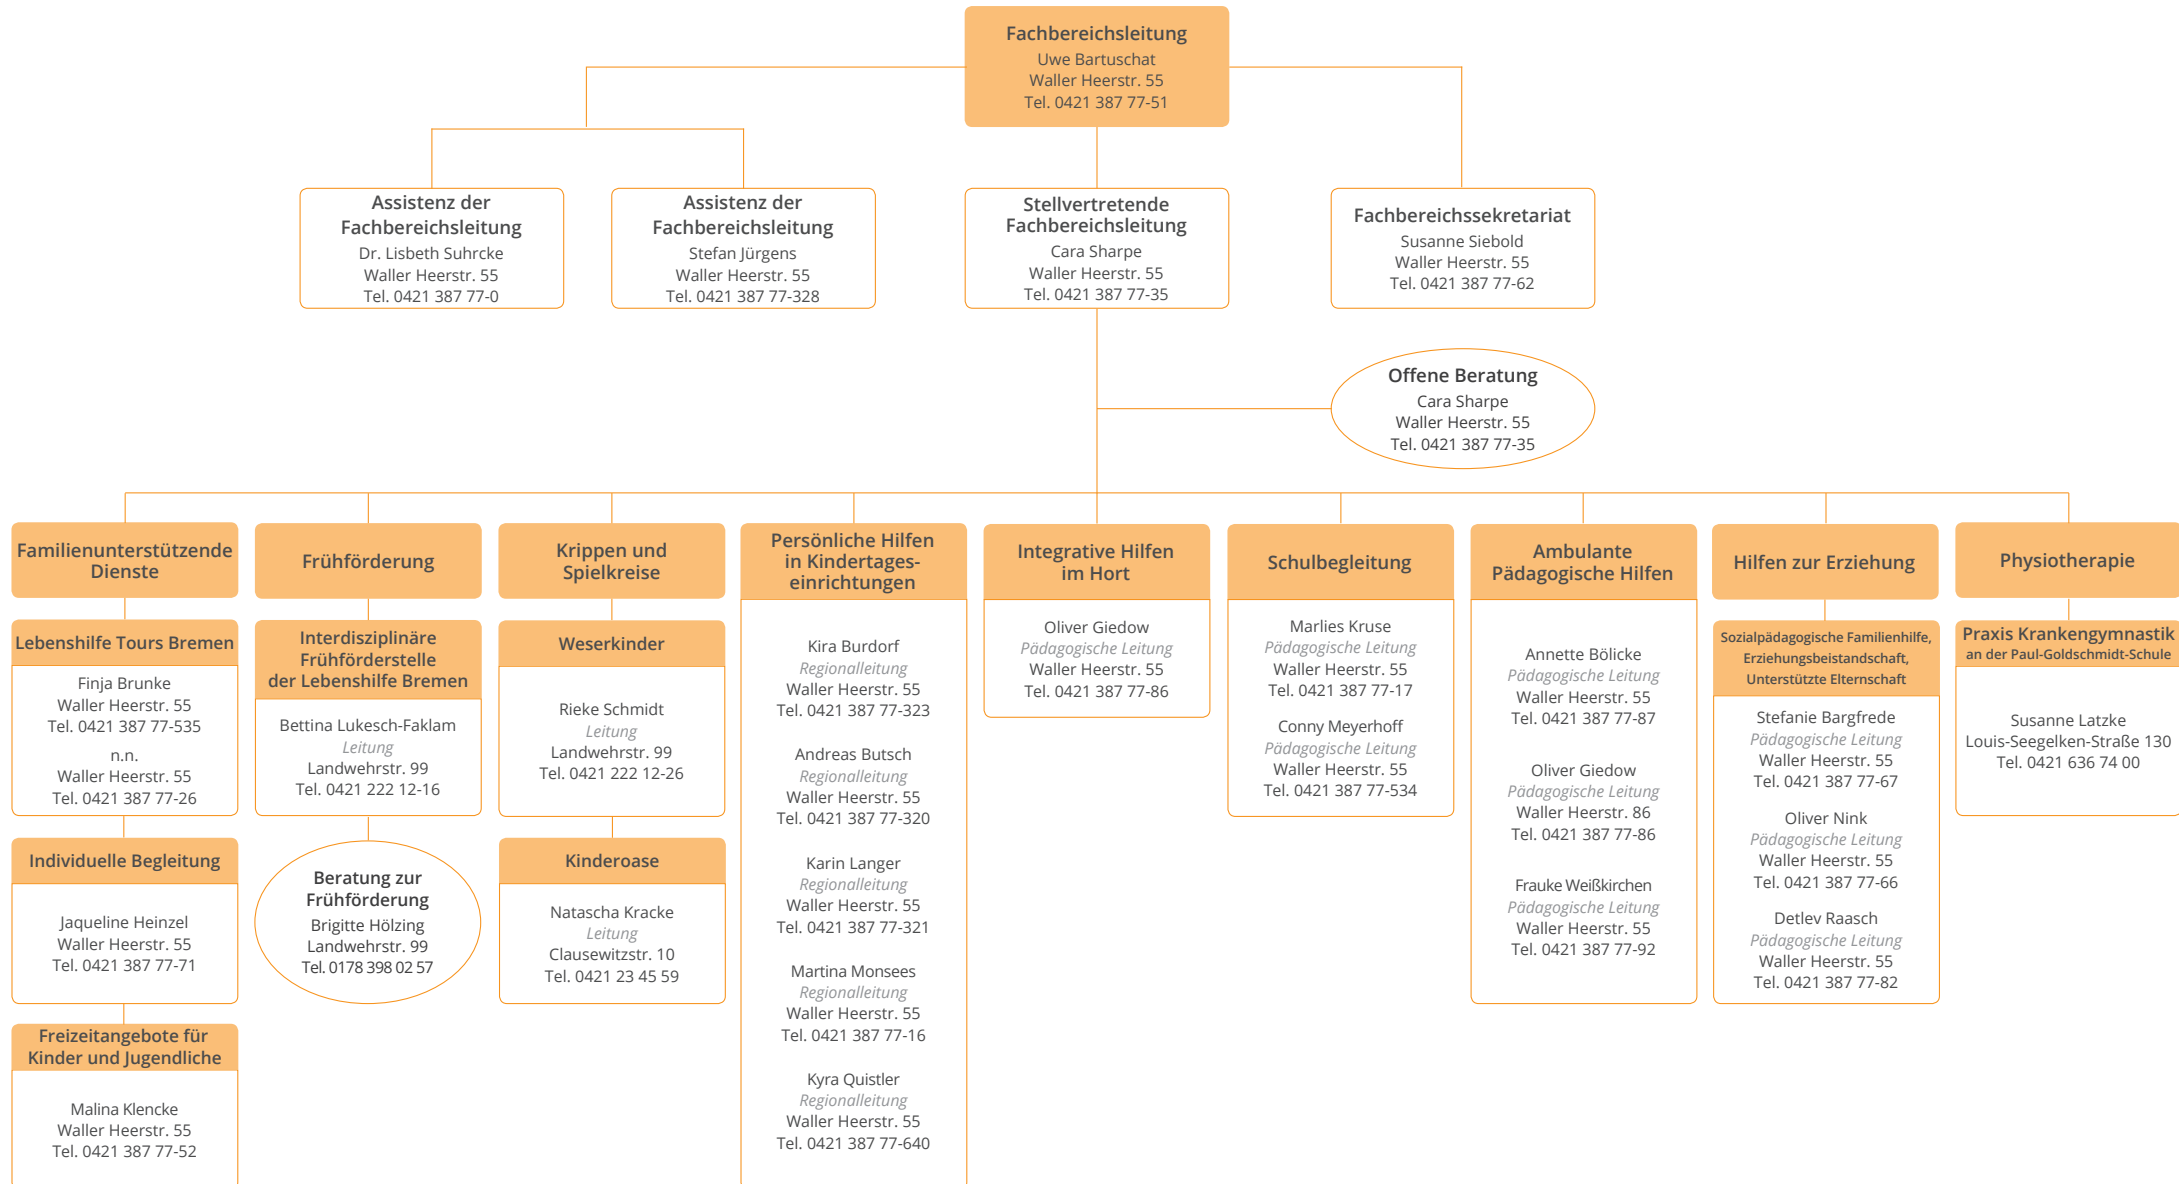 Fachbereichsleitung
Uwe Bartuschat
Waller Heerstr. 55
Tel. 0421 387 77-51
Assistenz der
Fachbereichsleitung
Dr. Lisbeth Suhrcke
Waller Heerstr. 55
Tel. 0421 387 77-0
Assistenz der
Fachbereichsleitung
Stefan Jürgens
Waller Heerstr. 55
Tel. 0421 387 77-328
Stellvertretende
Fachbereichsleitung
Cara Sharpe
Waller Heerstr. 55
Tel. 0421 387 77-35
Fachbereichssekretariat
Susanne Siebold
Waller Heerstr. 55
Tel. 0421 387 77-62
Offene Beratung
Cara Sharpe
Waller Heerstr. 55
Tel. 0421 387 77-35
Familienunterstützende
Dienste
Lebenshilfe Tours Bremen
Finja Brunke
Waller Heerstr. 55
Tel. 0421 387 77-535
n.n.
Waller Heerstr. 55
Tel. 0421 387 77-26
Individuelle Begleitung
Jaqueline Heinzel
Waller Heerstr. 55
Tel. 0421 387 77-71
Freizeitangebote für
Kinder und Jugendliche
Malina Klencke
Waller Heerstr. 55
Tel. 0421 387 77-52
Frühförderung
Interdisziplinäre
Frühförderstelle
der Lebenshilfe Bremen
Bettina Lukesch-Faklam
Leitung
Landwehrstr. 99
Tel. 0421 222 12-16
Beratung zur
Frühförderung
Brigitte Hölzing
Landwehrstr. 99
Tel. 0178 398 02 57
Krippen und
Spielkreise
Weserkinder
Rieke Schmidt
Leitung
Landwehrstr. 99
Tel. 0421 222 12-26
Kinderoase
Natascha Kracke
Leitung
Clausewitzstr. 10
Tel. 0421 23 45 59
Persönliche Hilfen
in Kindertages-
einrichtungen
Kira Burdorf
Regionalleitung
Waller Heerstr. 55
Tel. 0421 387 77-323
Andreas Butsch
Regionalleitung
Waller Heerstr. 55
Tel. 0421 387 77-320
Karin Langer
Regionalleitung
Waller Heerstr. 55
Tel. 0421 387 77-321
Martina Monsees
Regionalleitung
Waller Heerstr. 55
Tel. 0421 387 77-16
Kyra Quistler
Regionalleitung
Waller Heerstr. 55
Tel. 0421 387 77-640
Integrative Hilfen
im Hort
Oliver Giedow
Pädagogische Leitung
Waller Heerstr. 55
Tel. 0421 387 77-86
Schulbegleitung
Marlies Kruse
Pädagogische Leitung
Waller Heerstr. 55
Tel. 0421 387 77-17
Conny Meyerhoff
Pädagogische Leitung
Waller Heerstr. 55
Tel. 0421 387 77-534
Ambulante
Pädagogische Hilfen
Annette Bölicke
Pädagogische Leitung
Waller Heerstr. 55
Tel. 0421 387 77-87
Oliver Giedow
Pädagogische Leitung
Waller Heerstr. 86
Tel. 0421 387 77-86
Frauke Weißkirchen
Pädagogische Leitung
Waller Heerstr. 55
Tel. 0421 387 77-92
Hilfen zur Erziehung
Sozialpädagogische Familienhilfe,
Erziehungsbeistandschaft,
Unterstützte Elternschaft
Stefanie Bargfrede
Pädagogische Leitung
Waller Heerstr. 55
Tel. 0421 387 77-67
Oliver Nink
Pädagogische Leitung
Waller Heerstr. 55
Tel. 0421 387 77-66
Detlev Raasch
Pädagogische Leitung
Waller Heerstr. 55
Tel. 0421 387 77-82
Physiotherapie
Praxis Krankengymnastik
an der Paul-Goldschmidt-Schule
Susanne Latzke
Louis-Seegelken-Straße 130
Tel. 0421 636 74 00